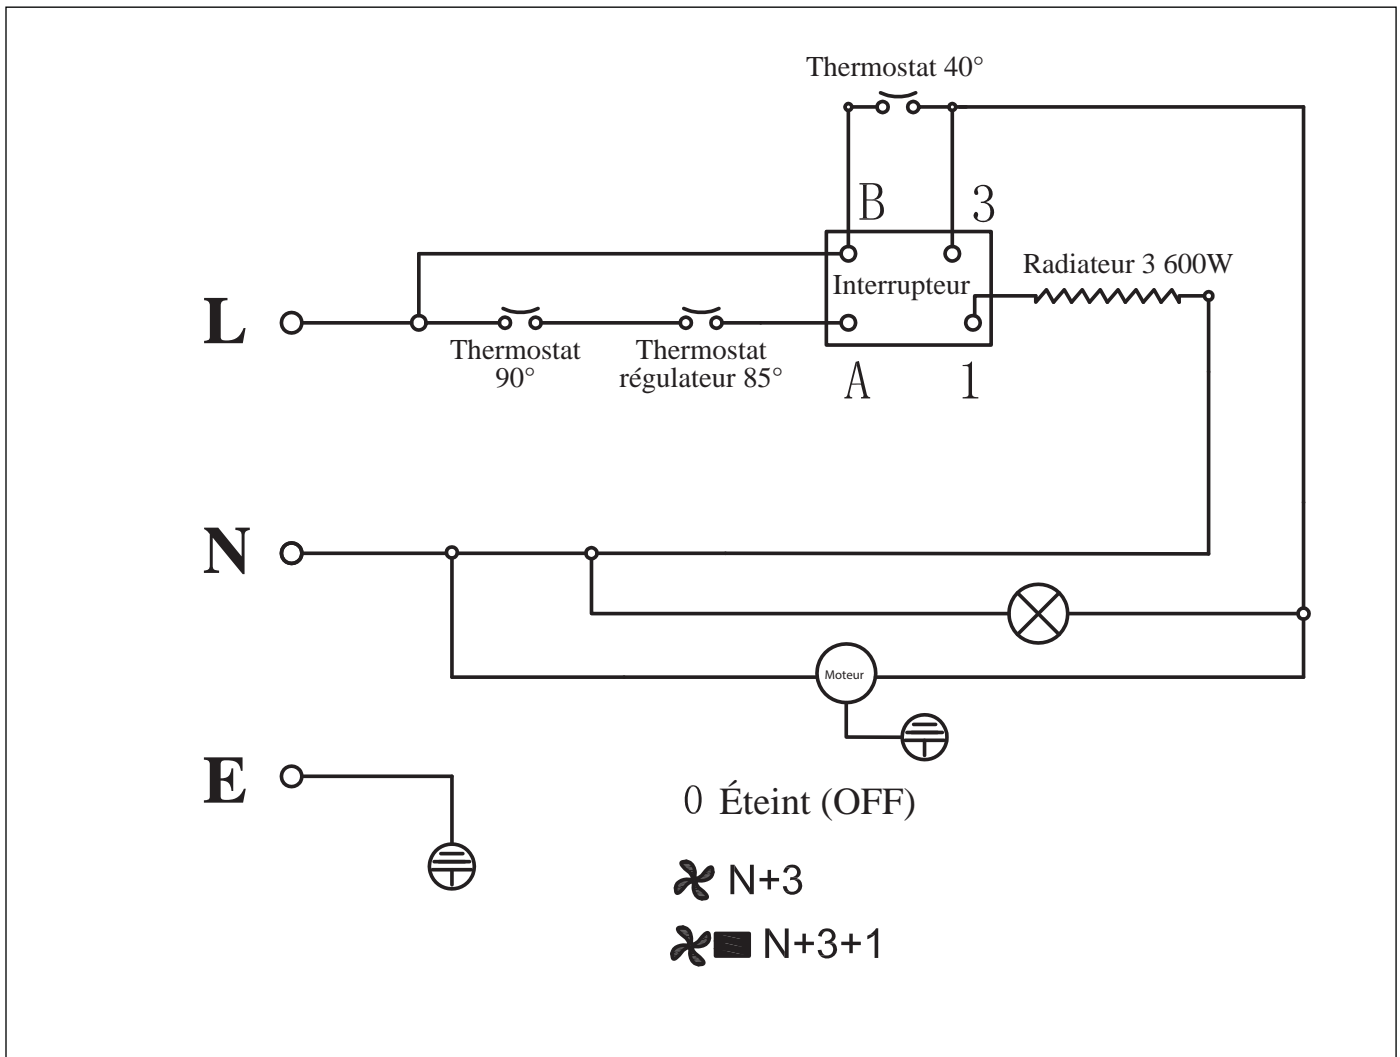 Thermostat 40°
B 3
Radiateur 3 600W
Interrupteur
L
Thermostat
90°
Thermostat
régulateur 85°
A 1
N
Moteur
E
0 Éteint (OFF)
N+3
N+3+1